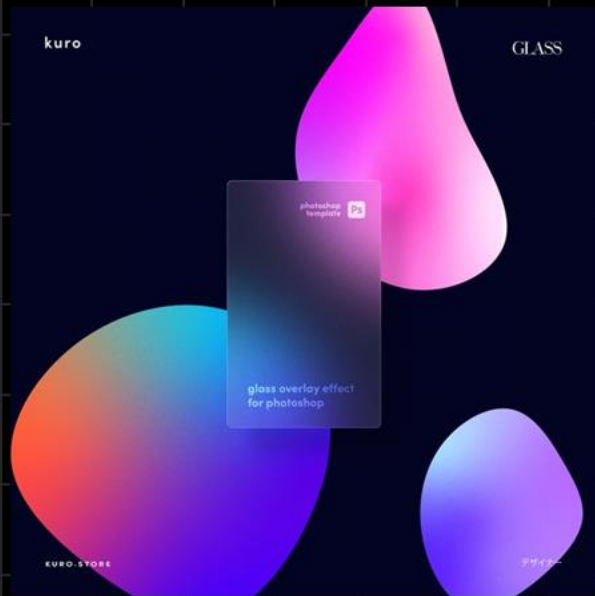 kuro
GLASS
photoshop
template
Ps
glass overlay effect
for photoshop
KURO-STORE
デザイナー